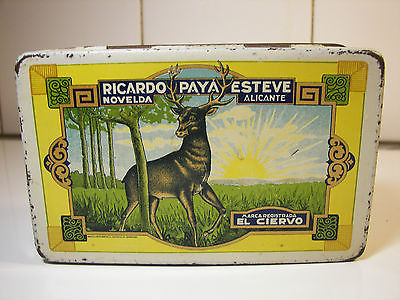 RICARDO PAYA ESTEVE
NOVELDA ALICANTE
MARCA REGISTRADA
EL CIERVO